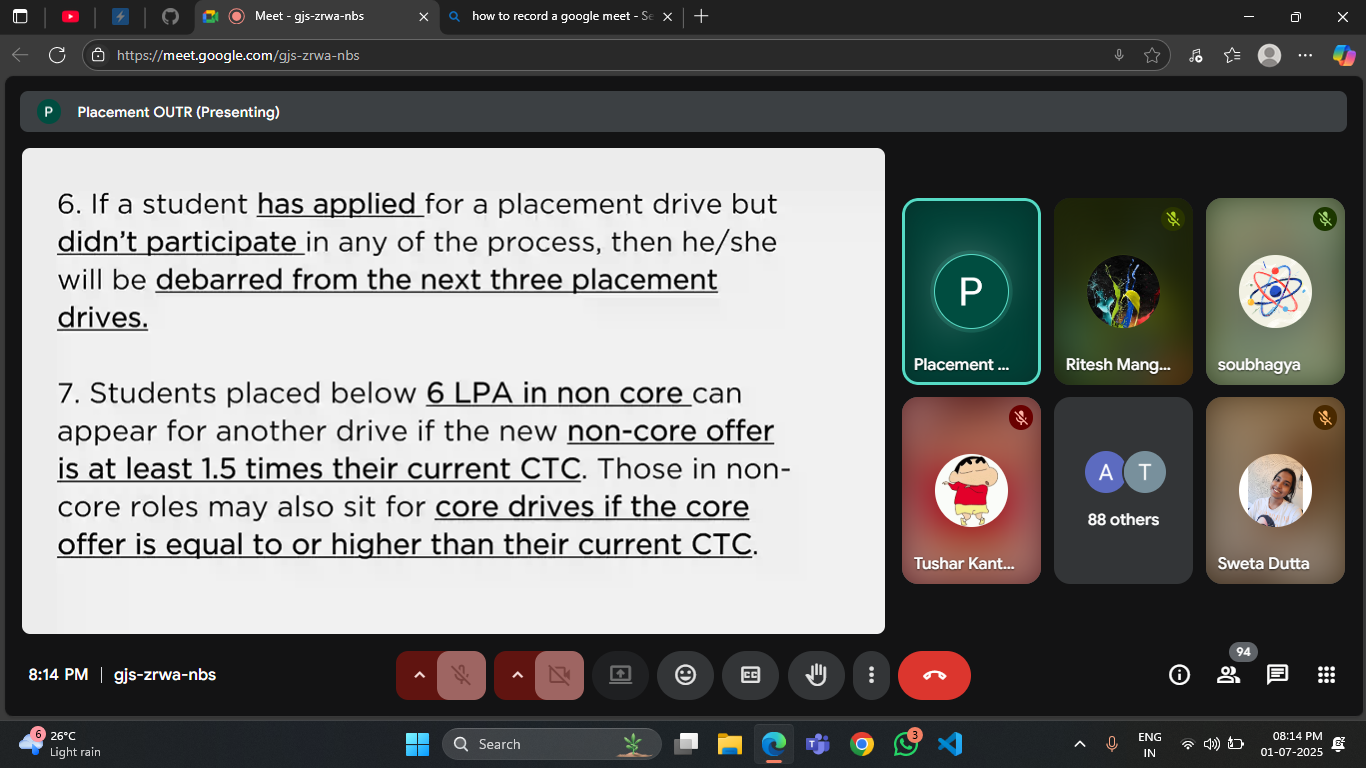 Meet - gjs-zrwa-nbs
how to record a google meet - Se
https://meet.google.com/gjs-zrwa-nbs
P
Placement OUTR (Presenting)
6. If a student has applied for a placement drive but
didn’t participate in any of the process, then he/she
will be debarred from the next three placement
drives.
7. Students placed below 6 LPA in non core can
appear for another drive if the new non-core offer
is at least 1.5 times their current CTC. Those in non-
core roles may also sit for core drives if the core
offer is equal to or higher than their current CTC.
P
Placement ...
Ritesh Mang...
soubhagya
Tushar Kant...
A T
88 others
Sweta Dutta
8:14 PM | gjs-zrwa-nbs
CC
94
6
26°C
Light rain
Search
3
ENG
IN
08:14 PM
01-07-2025